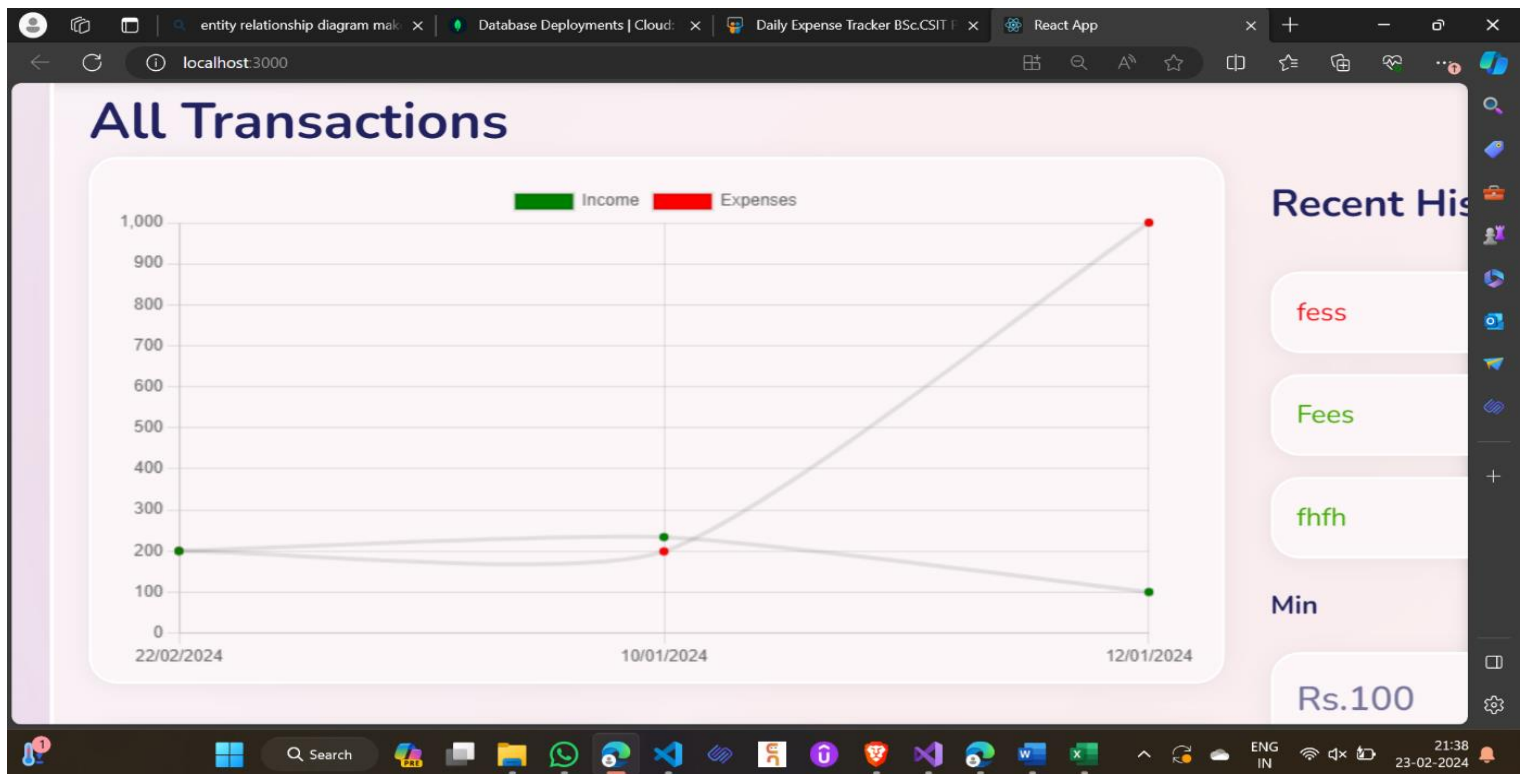 entity relationship diagram mak
Database Deployments | Cloud:
Daily Expense Tracker BSc.CSIT
React App
localhost:3000
All Transactions
Income
Expenses
1,000
900
800
700
600
500
400
300
200
100
0
22/02/2024
10/01/2024
12/01/2024
Recent His
fess
Fees
fhfh
Min
Rs.100
1
Search
PRE
ENG
IN
21:38
23-02-2024